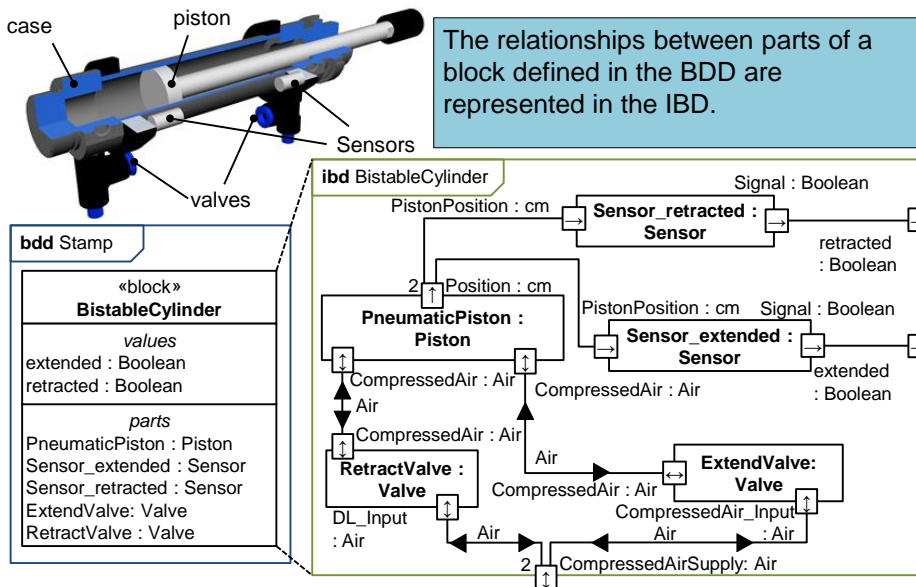 case
piston
Sensors
valves
The relationships between parts of a
block defined in the BDD are
represented in the IBD.
bdd Stamp
«block»
BistableCylinder
values
extended : Boolean
retracted : Boolean
parts
PneumaticPiston : Piston
Sensor_extended : Sensor
Sensor_retracted : Sensor
ExtendValve: Valve
RetractValve : Valve
ibd BistableCylinder
Signal : Boolean
PistonPosition : cm
Sensor_retracted :
Sensor
retracted
: Boolean
2
Position : cm
PneumaticPiston :
Piston
PistonPosition : cm
Signal : Boolean
Sensor_extended :
Sensor
extended
: Boolean
CompressedAir : Air
CompressedAir : Air
Air
CompressedAir : Air
RetractValve :
Valve
Air
CompressedAir : Air
ExtendValve:
Valve
DL_Input
: Air
CompressedAir_Input
: Air
Air
Air
2
CompressedAirSupply: Air